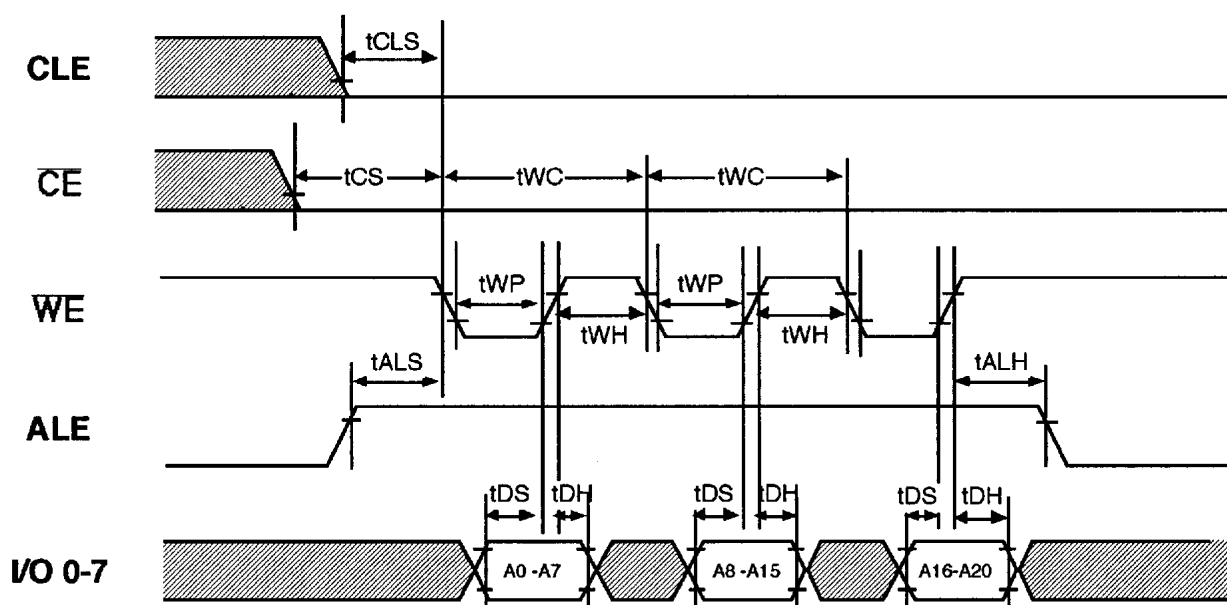 CLE
tCLS
CE
tCS
tWC
tWC
WE
tWP
tWP
tWH
tWH
tALS
tALH
ALE
tDS
tDH
tDS
tDH
tDS
tDH
I/O 0-7
A0 -A7
A8 -A15
A16-A20